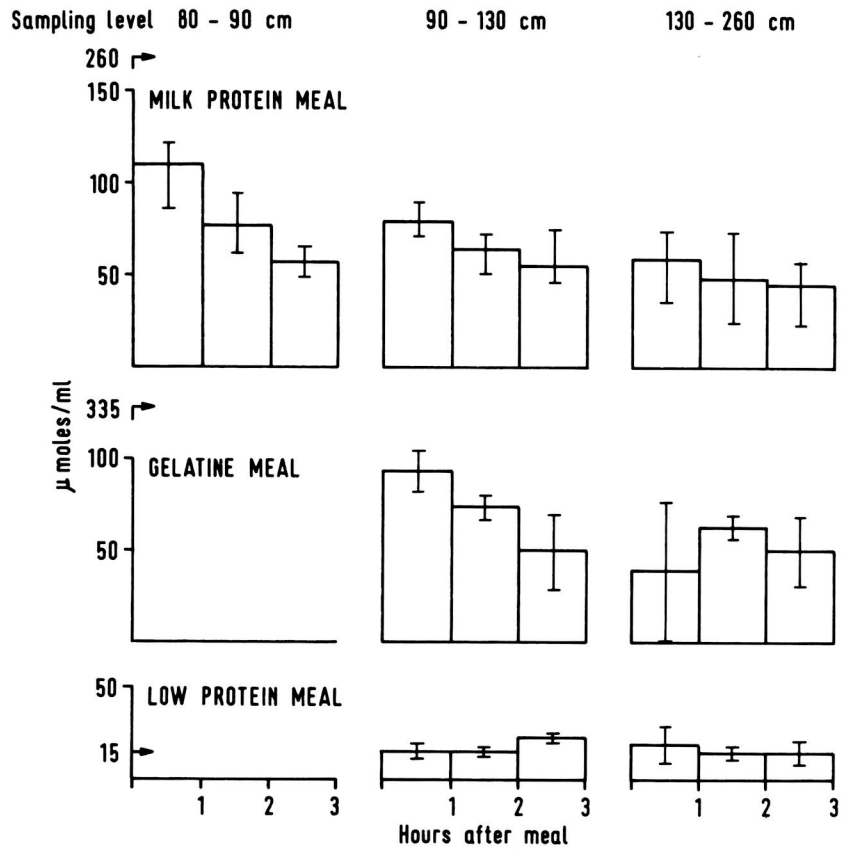 Sampling level 80 - 90 cm 90 - 130 cm 130 - 260 cm
260
150
MILK PROTEIN MEAL
100
50
μmoles/ml
335
100
GELATINE MEAL
50
50
LOW PROTEIN MEAL
15
1 2 3 1 2 3 1 2 3
Hours after meal